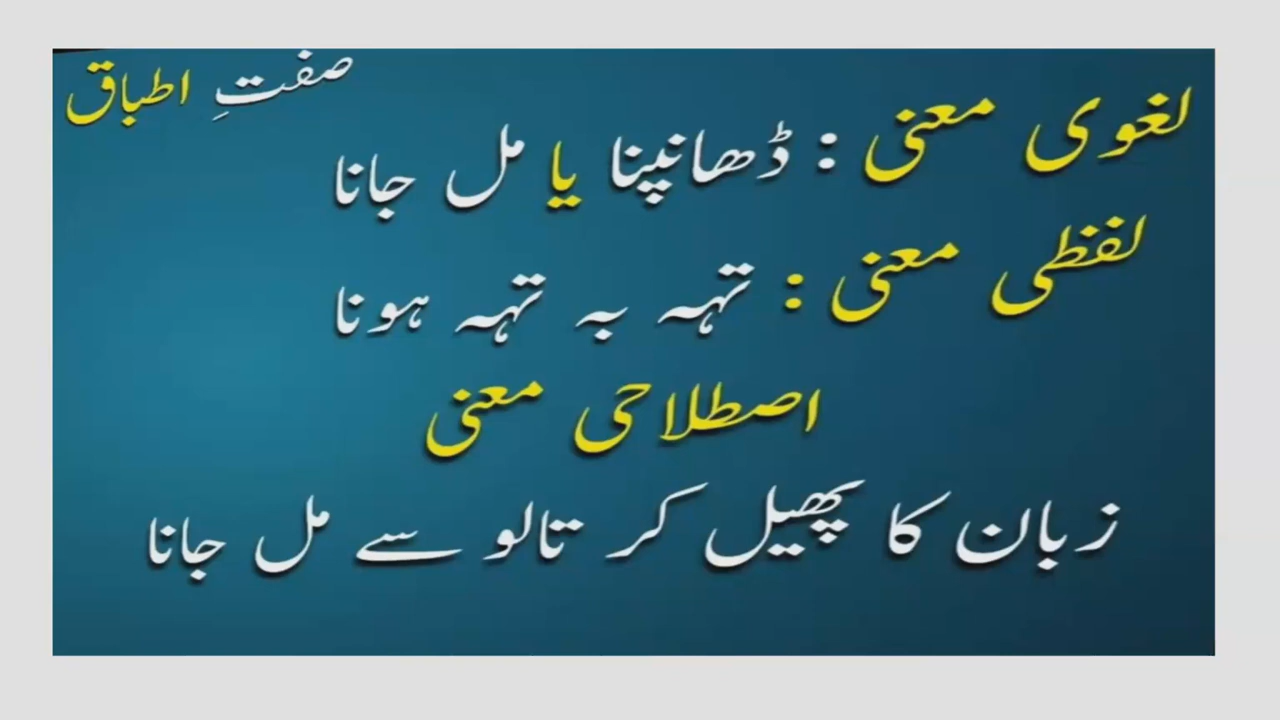 صفتِ اطباق
لغوی معنی : ڈھانپنا یا مل جانا
لفظی معنی : تہہ بہ تہہ ہونا
اصطلاحی معنی
زبان کا پھیل کر تالو سے مل جانا